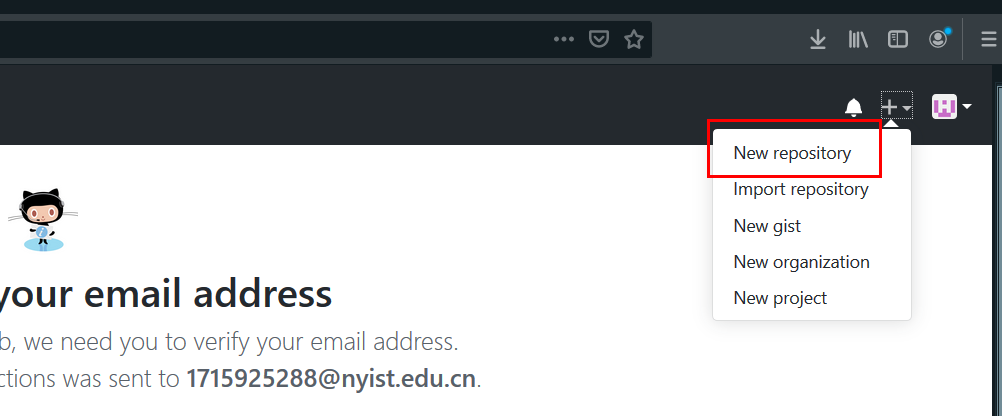 New repository
Import repository
New gist
New organization
New project
your email address
b, we need you to verify your email address.
ctions was sent to 1715925288@nyist.edu.cn.